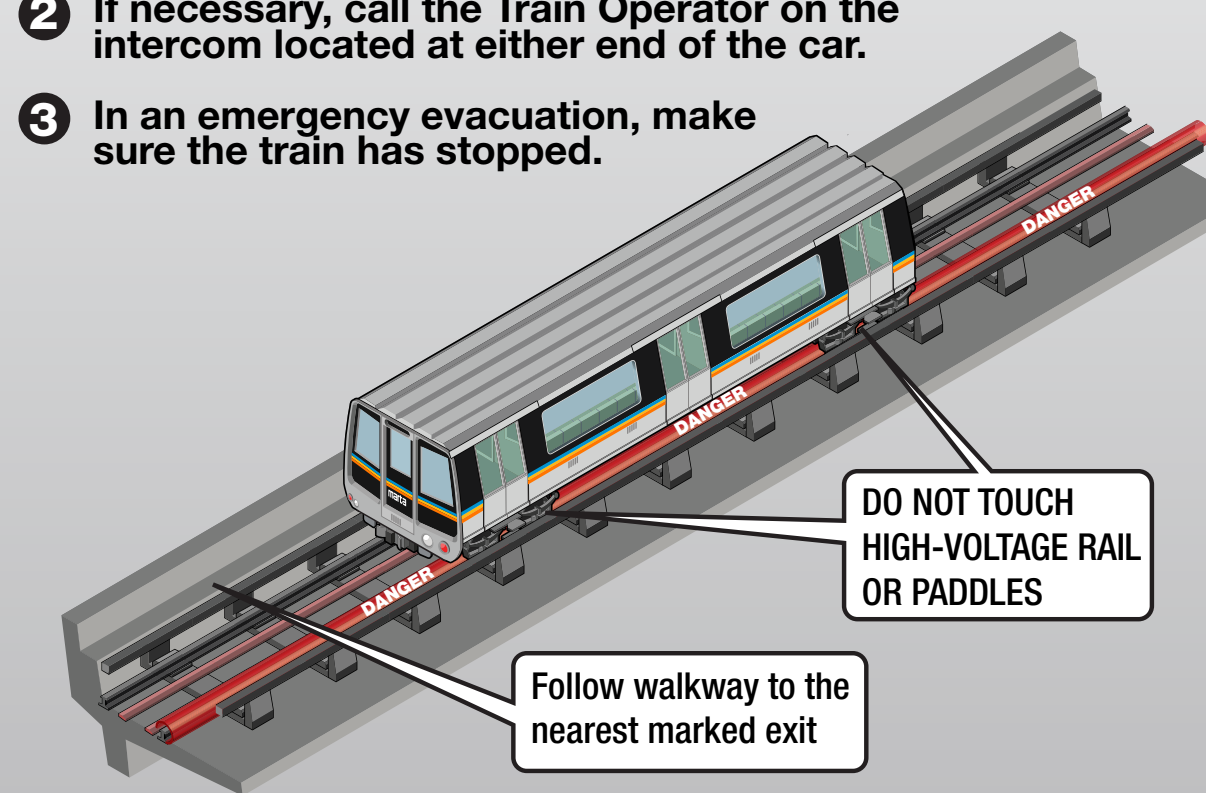 2 If necessary, call the Train Operator on the
intercom located at either end of the car.
3 In an emergency evacuation, make
sure the train has stopped.
DANGER
DANGER
marta
DANGER
DO NOT TOUCH
HIGH-VOLTAGE RAIL
OR PADDLES
Follow walkway to the
nearest marked exit